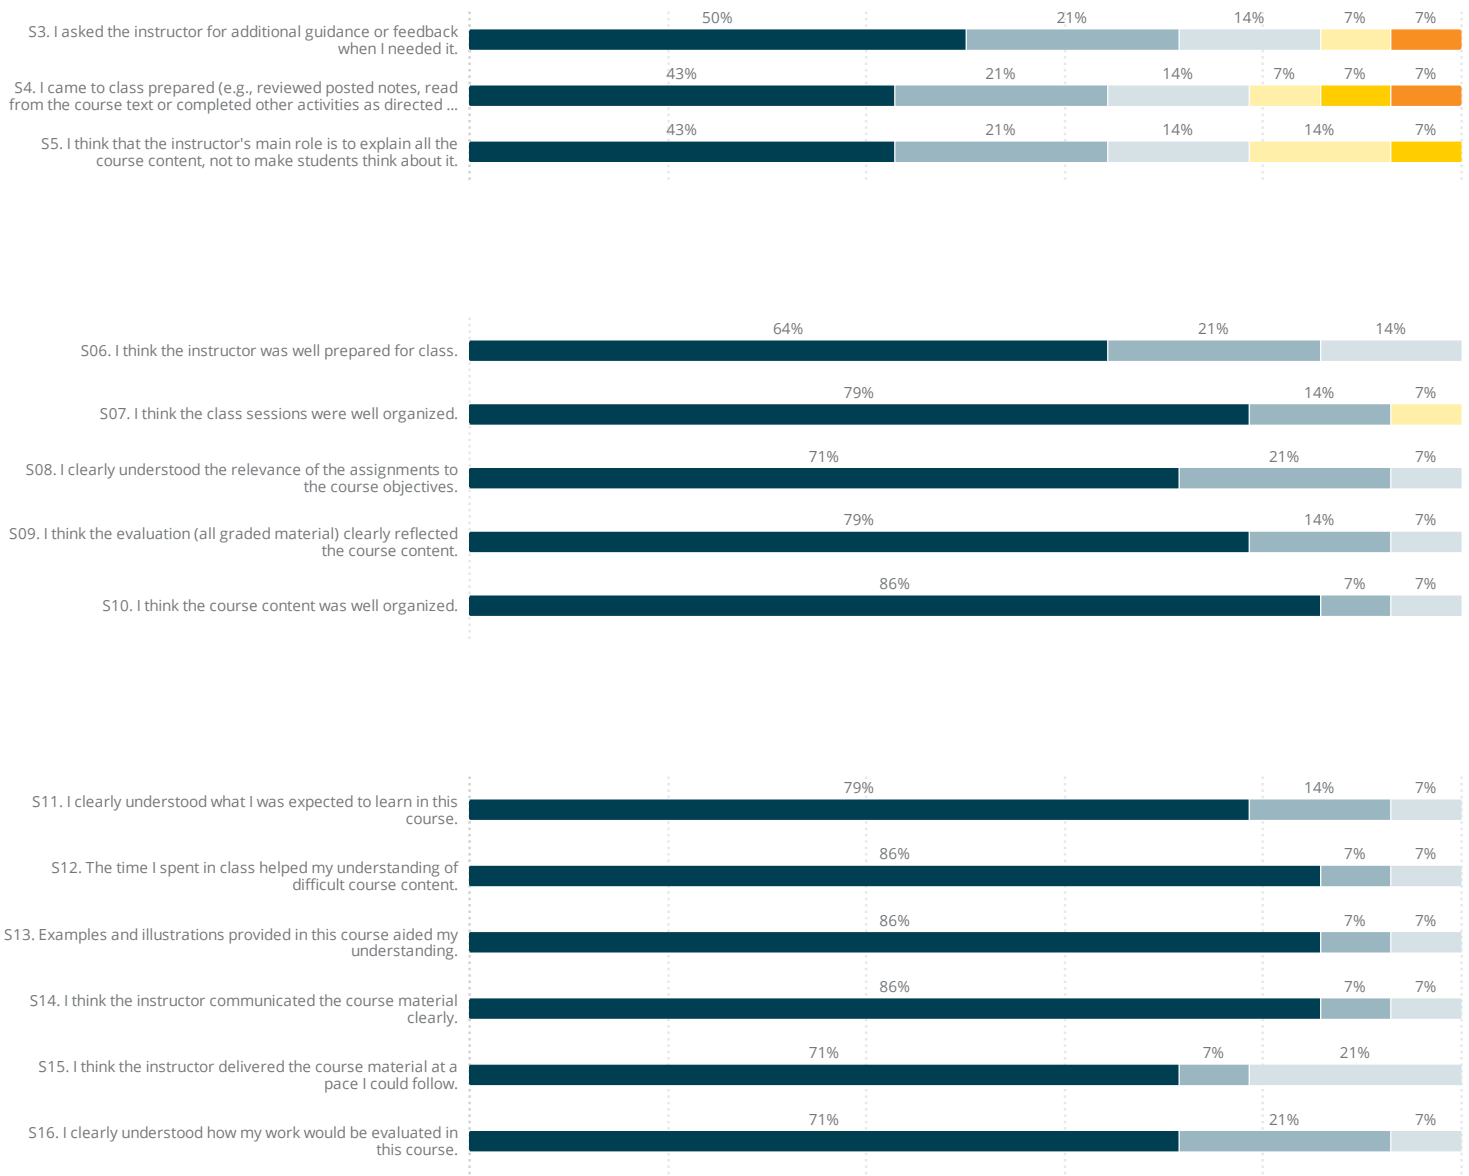 50% 21% 14% 7% 7%
S3. I asked the instructor for additional guidance or feedback
when I needed it.
43% 21% 14% 7% 7% 7%
S4. I came to class prepared (e.g., reviewed posted notes, read
from the course text or completed other activities as directed ...
43% 21% 14% 14% 7%
S5. I think that the instructor's main role is to explain all the
course content, not to make students think about it.
64% 21% 14%
S06. I think the instructor was well prepared for class.
79% 14% 7%
S07. I think the class sessions were well organized.
71% 21% 7%
S08. I clearly understood the relevance of the assignments to
the course objectives.
79% 14% 7%
S09. I think the evaluation (all graded material) clearly reflected
the course content.
86% 7% 7%
S10. I think the course content was well organized.
79% 14% 7%
S11. I clearly understood what I was expected to learn in this
course.
86% 7% 7%
S12. The time I spent in class helped my understanding of
difficult course content.
86% 7% 7%
S13. Examples and illustrations provided in this course aided my
understanding.
86% 7% 7%
S14. I think the instructor communicated the course material
clearly.
71% 7% 21%
S15. I think the instructor delivered the course material at a
pace I could follow.
71% 21% 7%
S16. I clearly understood how my work would be evaluated in
this course.